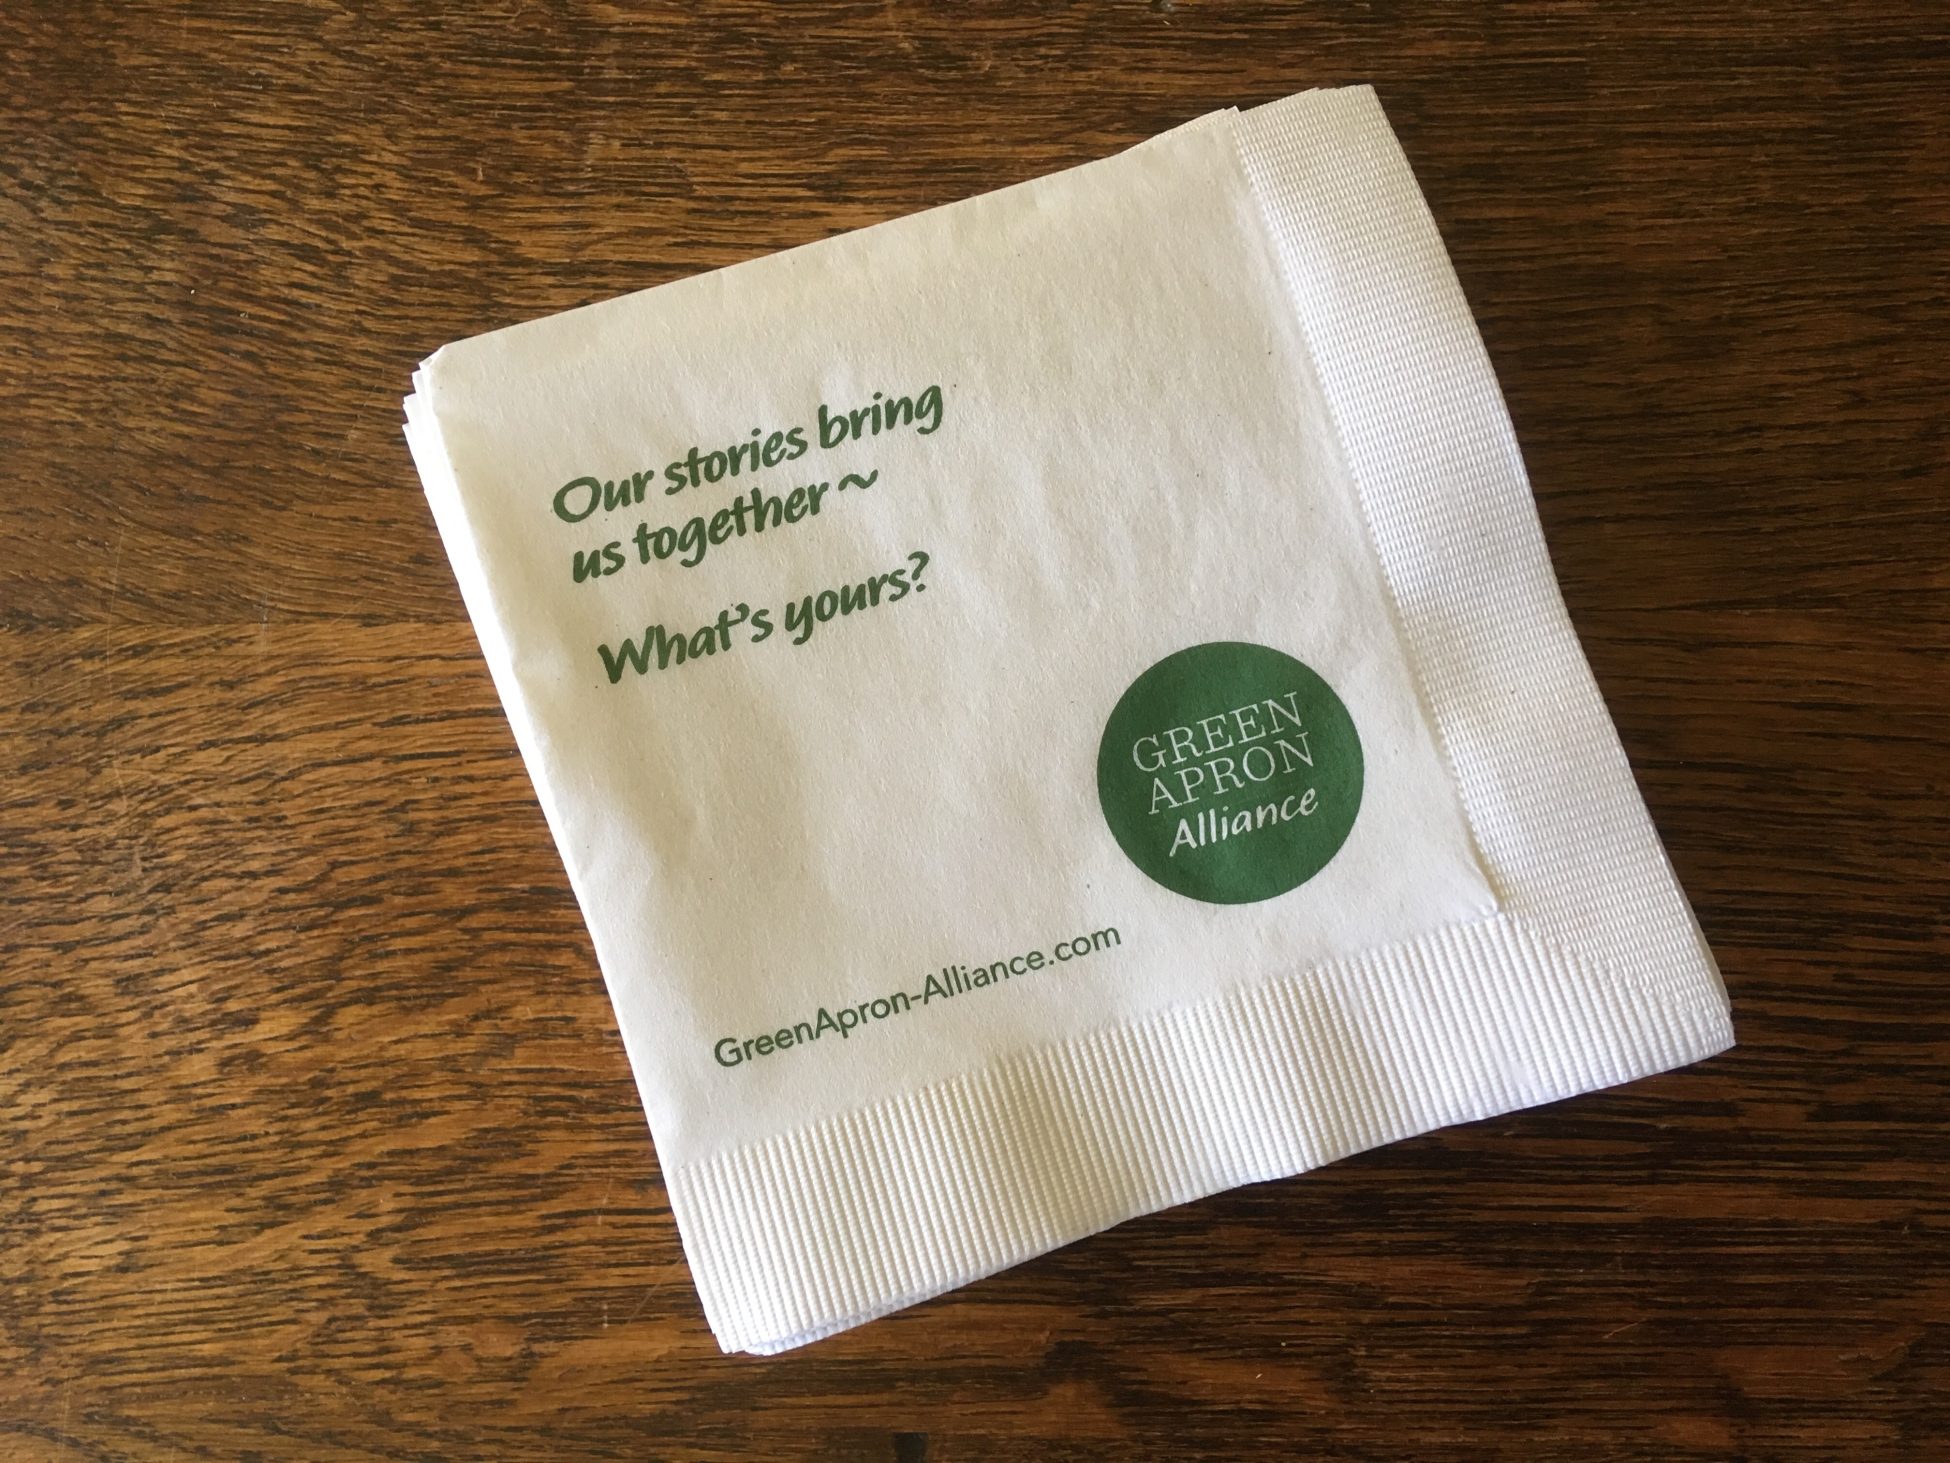 Our stories bring
us together ~
What's yours?
GREEN
APRON
Alliance
GreenApron-Alliance.com